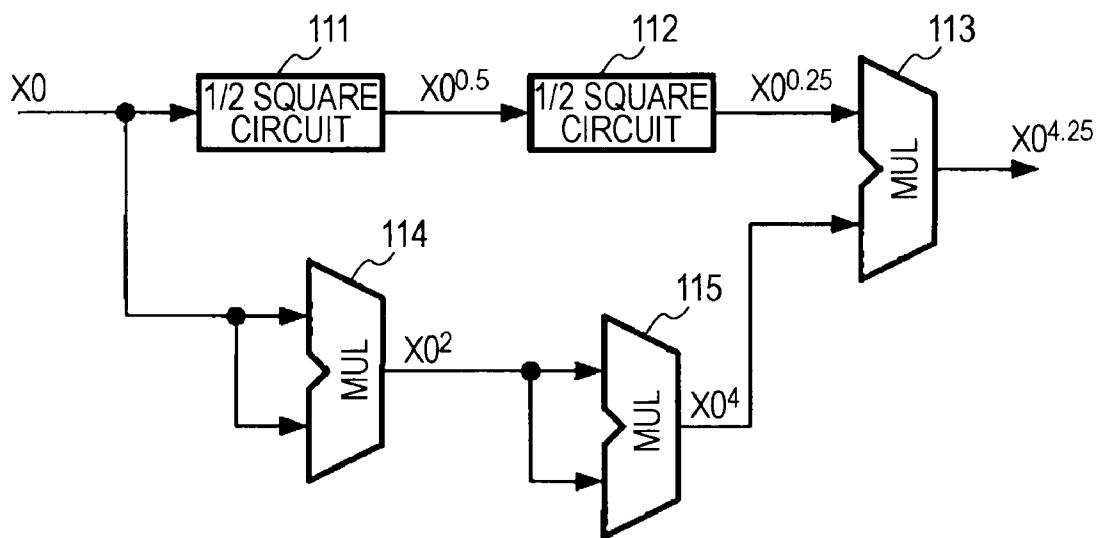 111
112
113
X0
1/2 SQUARE
CIRCUIT
X0^0.5
1/2 SQUARE
CIRCUIT
X0^0.25
MUL
X0^4.25
114
MUL
X0^2
115
MUL
X0^4